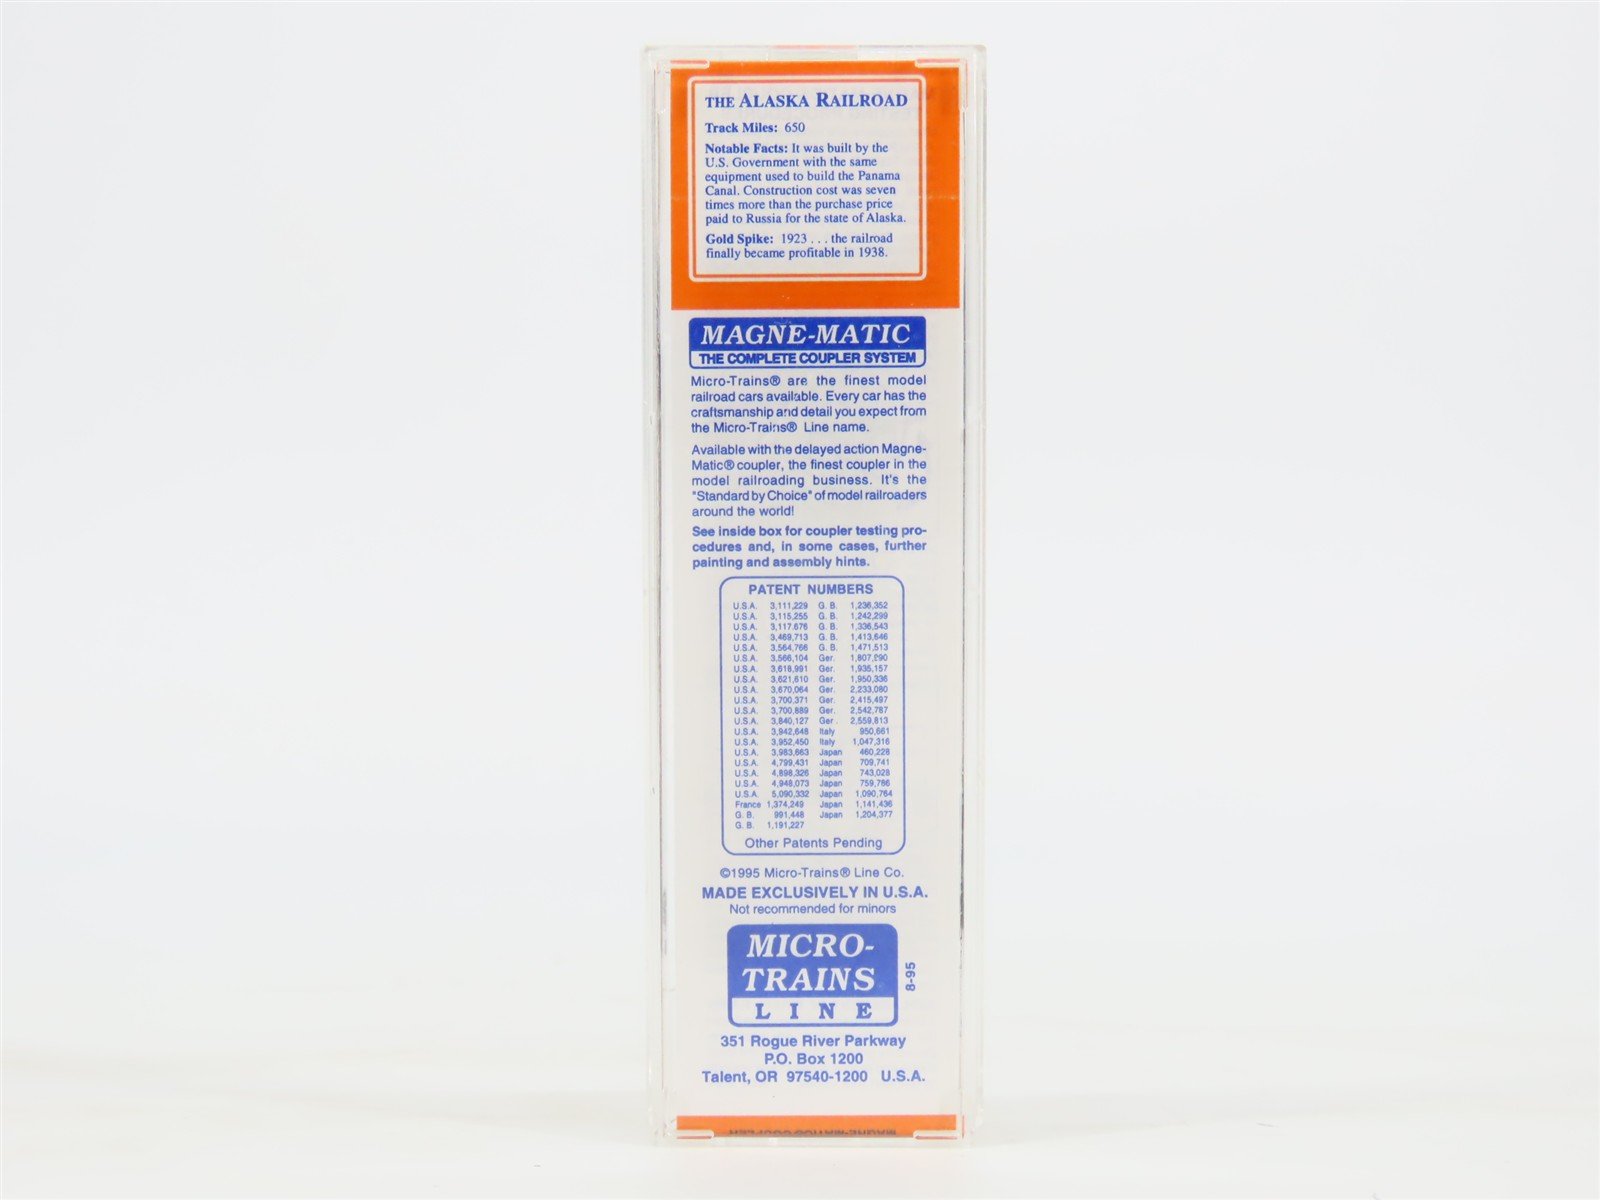 THE ALASKA RAILROAD
Track Miles: 650
Notable Facts: It was built by the
U.S. Government with the same
equipment used to build the Panama
Canal. Construction cost was seven
times more than the purchase price
paid to Russia for the state of Alaska.
Gold Spike: 1923 . . . the railroad
finally became profitable in 1938.
MAGNE-MATIC
THE COMPLETE COUPLER SYSTEM
Micro-Trains® are the finest model
railroad cars available. Every car has the
craftsmanship and detail you expect from
the Micro-Trains® Line name.
Available with the delayed action Magne-
Matic® coupler, the finest coupler in the
model railroading business. It's the
"Standard by Choice" of model railroaders
around the world!
See inside box for coupler testing pro-
cedures and, in some cases, further
painting and assembly hints.
PATENT NUMBERS
U.S.A. 3,111,229 G. B. 1,236,352
U.S.A. 3,115,255 G. B. 1,242,299
U.S.A. 3,117,676 G. B. 1,336,543
U.S.A. 3,469,713 G. B. 1,413,646
U.S.A. 3,564,766 G. B. 1,471,513
U.S.A. 3,566,104 Ger. 1,807,290
U.S.A. 3,618,991 Ger. 1,935,157
U.S.A. 3,621,610 Ger. 1,950,336
U.S.A. 3,670,064 Ger. 2,233,080
U.S.A. 3,700,371 Ger. 2,415,497
U.S.A. 3,700,889 Ger. 2,542,787
U.S.A. 3,840,127 Ger. 2,559,813
U.S.A. 3,942,648 Italy 950,661
U.S.A. 3,952,450 Italy 1,047,316
U.S.A. 3,983,663 Japan 460,228
U.S.A. 4,799,431 Japan 709,741
U.S.A. 4,898,326 Japan 743,028
U.S.A. 4,948,073 Japan 759,786
U.S.A. 5,090,332 Japan 1,090,764
France 1,374,249 Japan 1,141,436
G. B. 991,448 Japan 1,204,377
G. B. 1,191,227
Other Patents Pending
©1995 Micro-Trains® Line Co.
MADE EXCLUSIVELY IN U.S.A.
Not recommended for minors
MICRO-
TRAINS
LINE
8-95
351 Rogue River Parkway
P.O. Box 1200
Talent, OR 97540-1200 U.S.A.